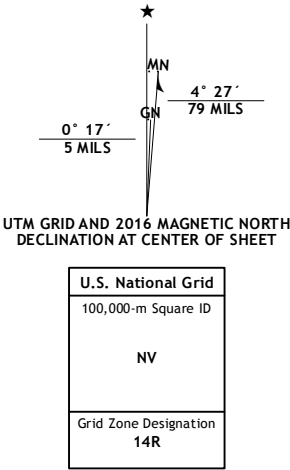 ★
MN
4° 27´
79 MILS
GN
0° 17´
5 MILS
UTM GRID AND 2016 MAGNETIC NORTH
DECLINATION AT CENTER OF SHEET
U.S. National Grid
100,000-m Square ID
NV
Grid Zone Designation
14R